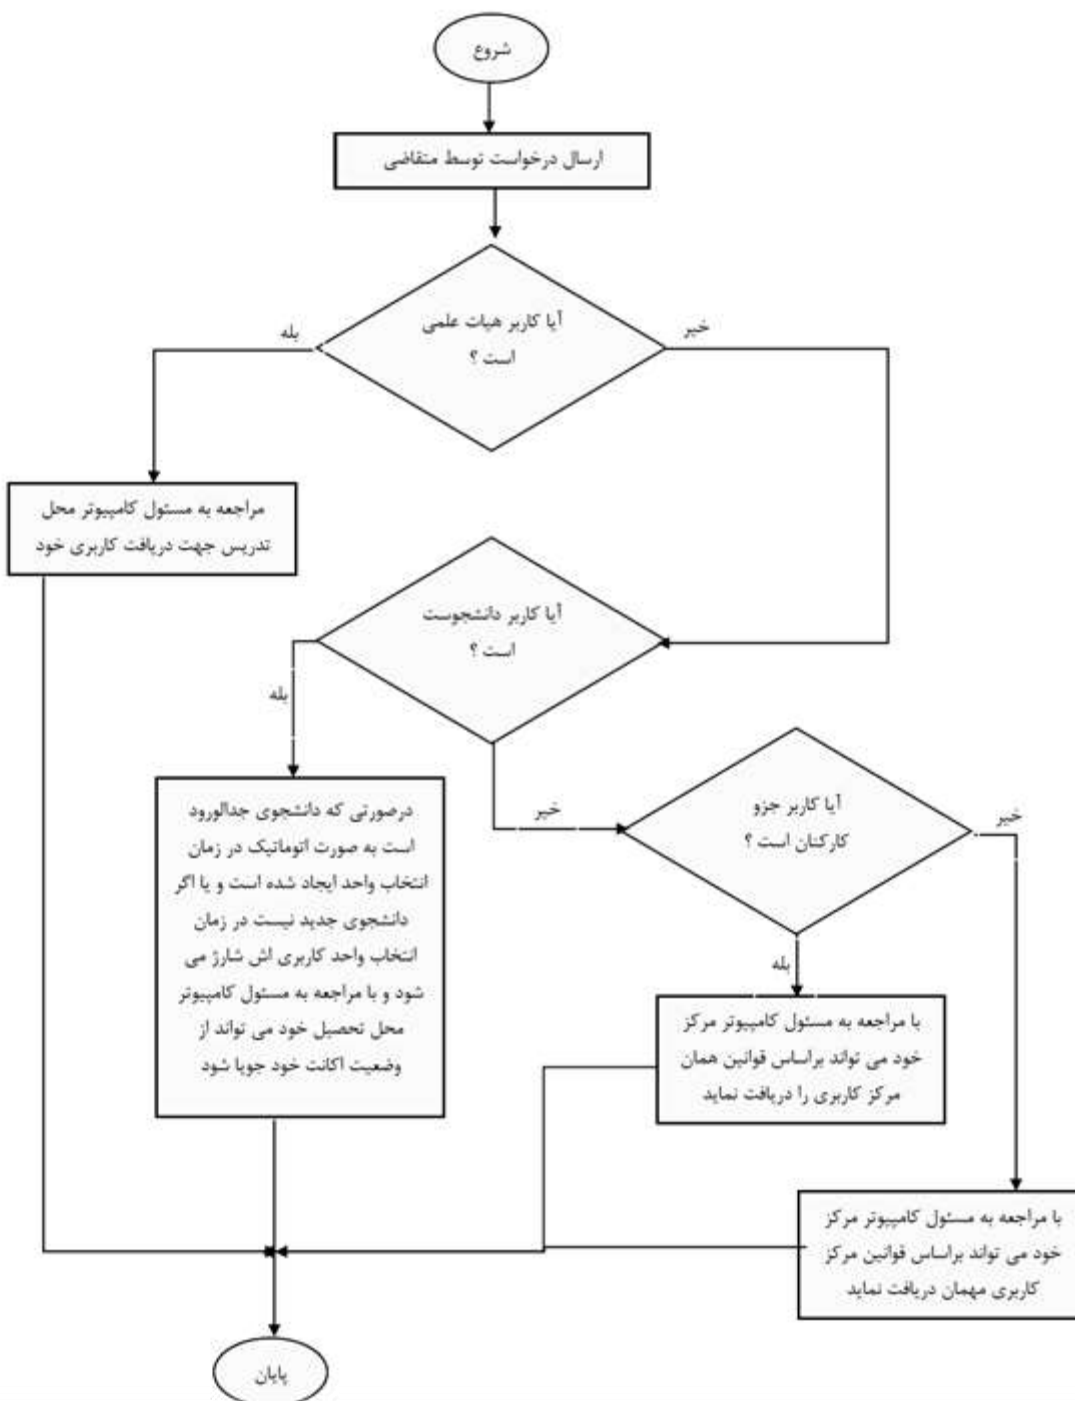 شروع
ارسال درخواست توسط متقاضی
آیا کاربر هیات علمی
است ؟
بله
خیر
مراجعه به مسئول کامپیوتر محل
تدریس جهت دریافت کاربری خود
آیا کاربر دانشجوست
است ؟
بله
خیر
درصورتی که دانشجوی جدالورود
است به صورت اتوماتیک در زمان
انتخاب واحد ایجاد شده است و یا اگر
دانشجوی جدید نیست در زمان
انتخاب واحد کاربری اش شارژ می
شود و با مراجعه به مسئول کامپیوتر
محل تحصیل خود می تواند از
وضعیت اکانت خود جویا شود
آیا کاربر جزو
کارکنان است ؟
خیر
بله
با مراجعه به مسئول کامپیوتر مرکز
خود می تواند براساس قوانین همان
مرکز کاربری را دریافت نماید
با مراجعه به مسئول کامپیوتر مرکز
خود می تواند براساس قوانین مرکز
کاربری مهمان دریافت نماید
پایان